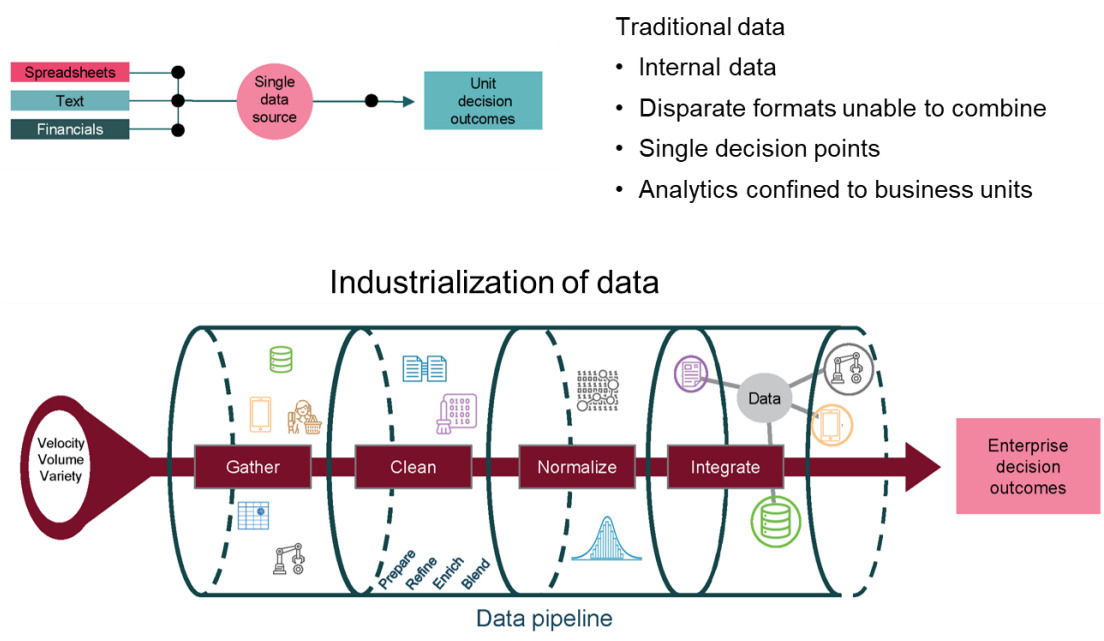 Spreadsheets
Text
Financials
Single
data
source
Unit
decision
outcomes
Traditional data
• Internal data
• Disparate formats unable to combine
• Single decision points
• Analytics confined to business units
Industrialization of data
Velocity
Volume
Variety
Gather
Clean
Prepare
Refine
Enrich
Blend
Normalize
Integrate
Data
Enterprise
decision
outcomes
Data pipeline